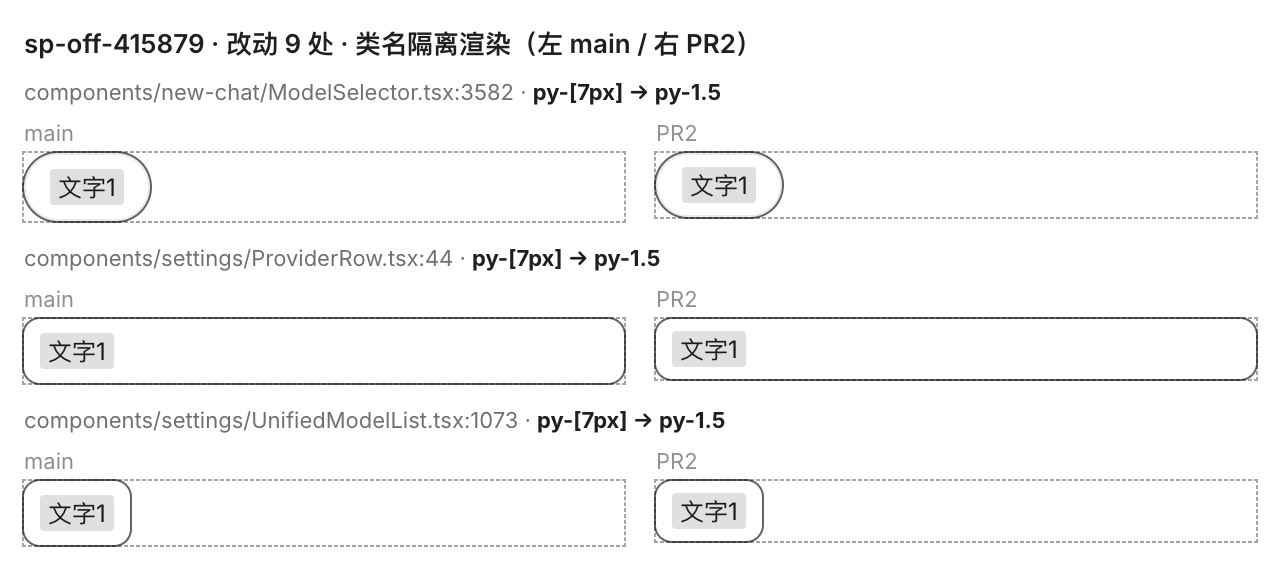 sp-off-415879 · 改动 9 处 · 类名隔离渲染（左 main / 右 PR2）
components/new-chat/ModelSelector.tsx:3582 · py-[7px] → py-1.5
main PR2
文字1 文字1
components/settings/ProviderRow.tsx:44 · py-[7px] → py-1.5
main PR2
文字1 文字1
components/settings/UnifiedModelList.tsx:1073 · py-[7px] → py-1.5
main PR2
文字1 文字1